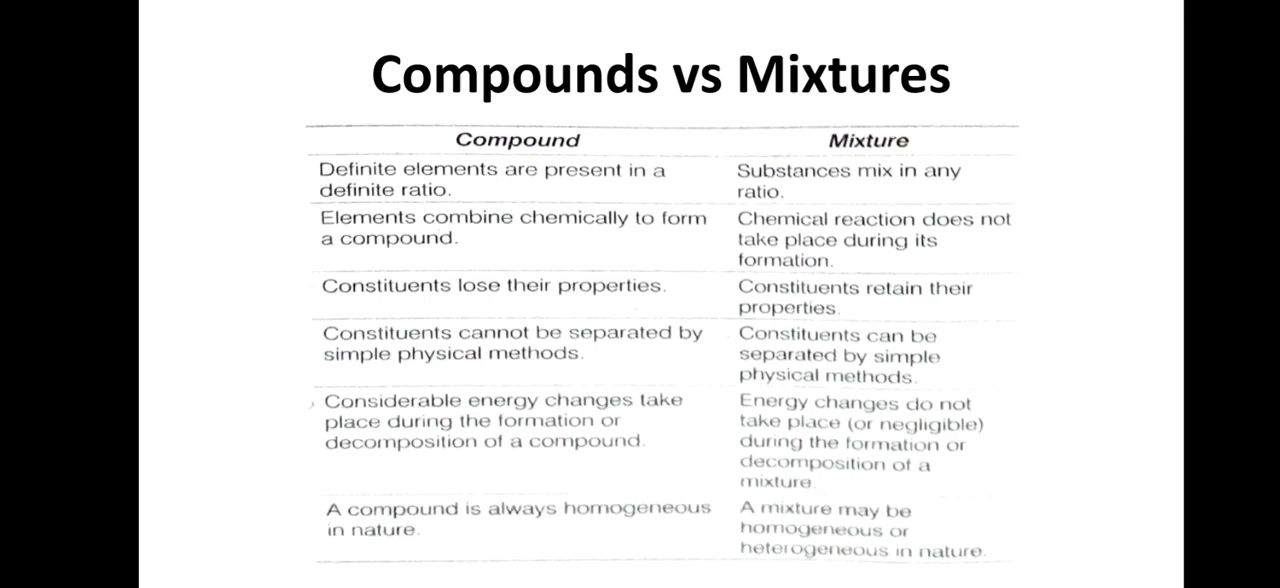 Compounds vs Mixtures
Compound
Mixture
Definite elements are present in a
definite ratio.
Substances mix in any
ratio.
Elements combine chemically to form
a compound.
Chemical reaction does not
take place during its
formation.
Constituents lose their properties.
Constituents retain their
properties.
Constituents cannot be separated by
simple physical methods.
Constituents can be
separated by simple
physical methods.
Considerable energy changes take
place during the formation or
decomposition of a compound.
Energy changes do not
take place (or negligible)
during the formation or
decomposition of a
mixture.
A compound is always homogeneous
in nature.
A mixture may be
homogeneous or
heterogeneous in nature.